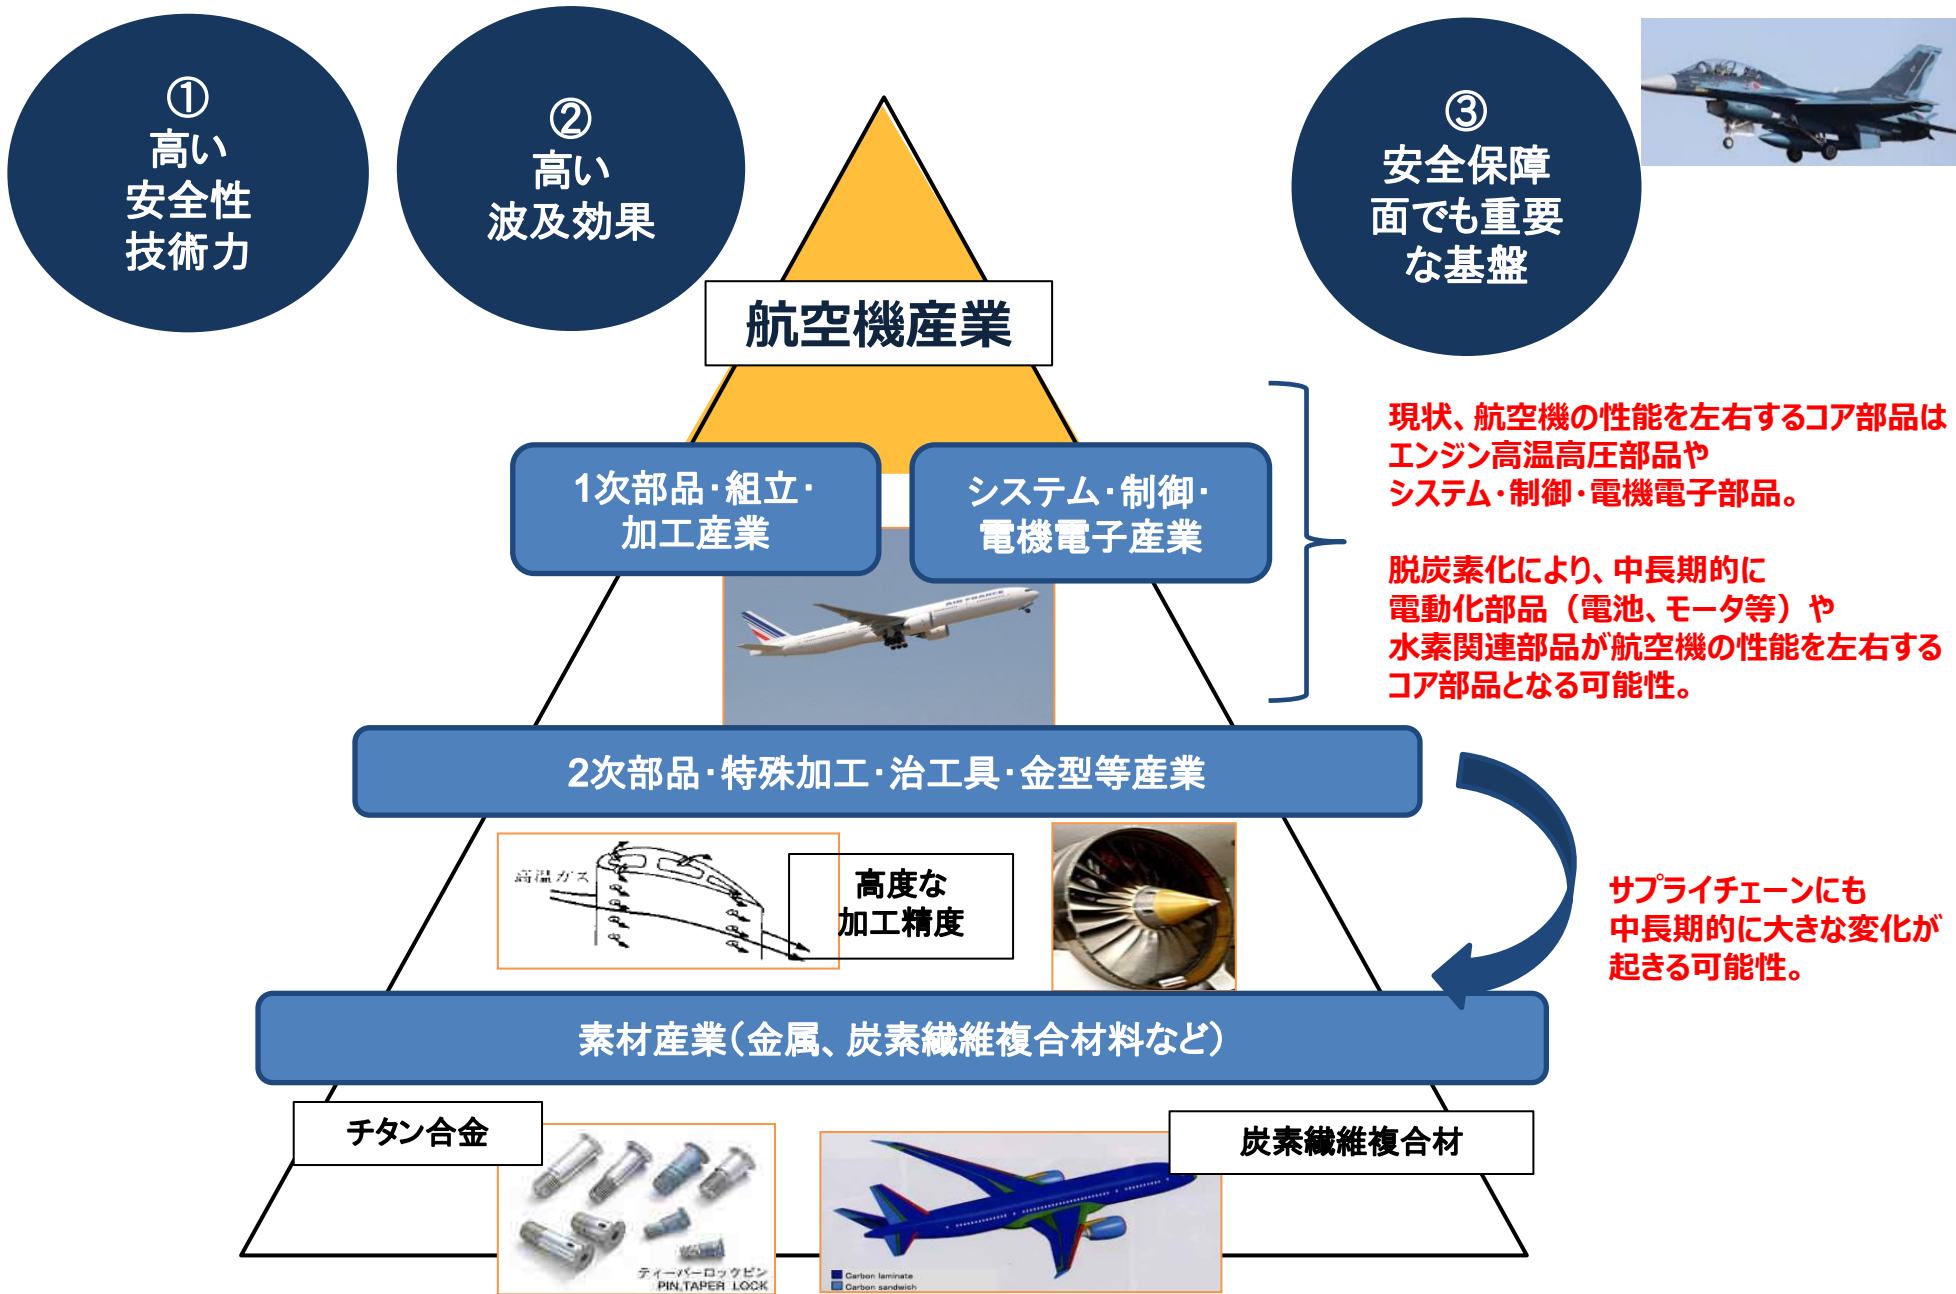 ①
高い
安全性
技術力
②
高い
波及効果
③
安全保障
面でも重要
な基盤
航空機産業
1次部品・組立・
加工産業
システム・制御・
電機電子産業
現状、航空機の性能を左右するコア部品は
エンジン高温高圧部品や
システム・制御・電機電子部品。
脱炭素化により、中長期的に
電動化部品（電池、モータ等）や
水素関連部品が航空機の性能を左右する
コア部品となる可能性。
AIR FRANCE
2次部品・特殊加工・治工具・金型等産業
高温ガス
高度な
加工精度
サプライチェーンにも
中長期的に大きな変化が
起きる可能性。
素材産業（金属、炭素繊維複合材料など）
チタン合金
炭素繊維複合材
ティーパーロックピン
PIN,TAPER LOCK
Carbon laminate
Carbon sandwich